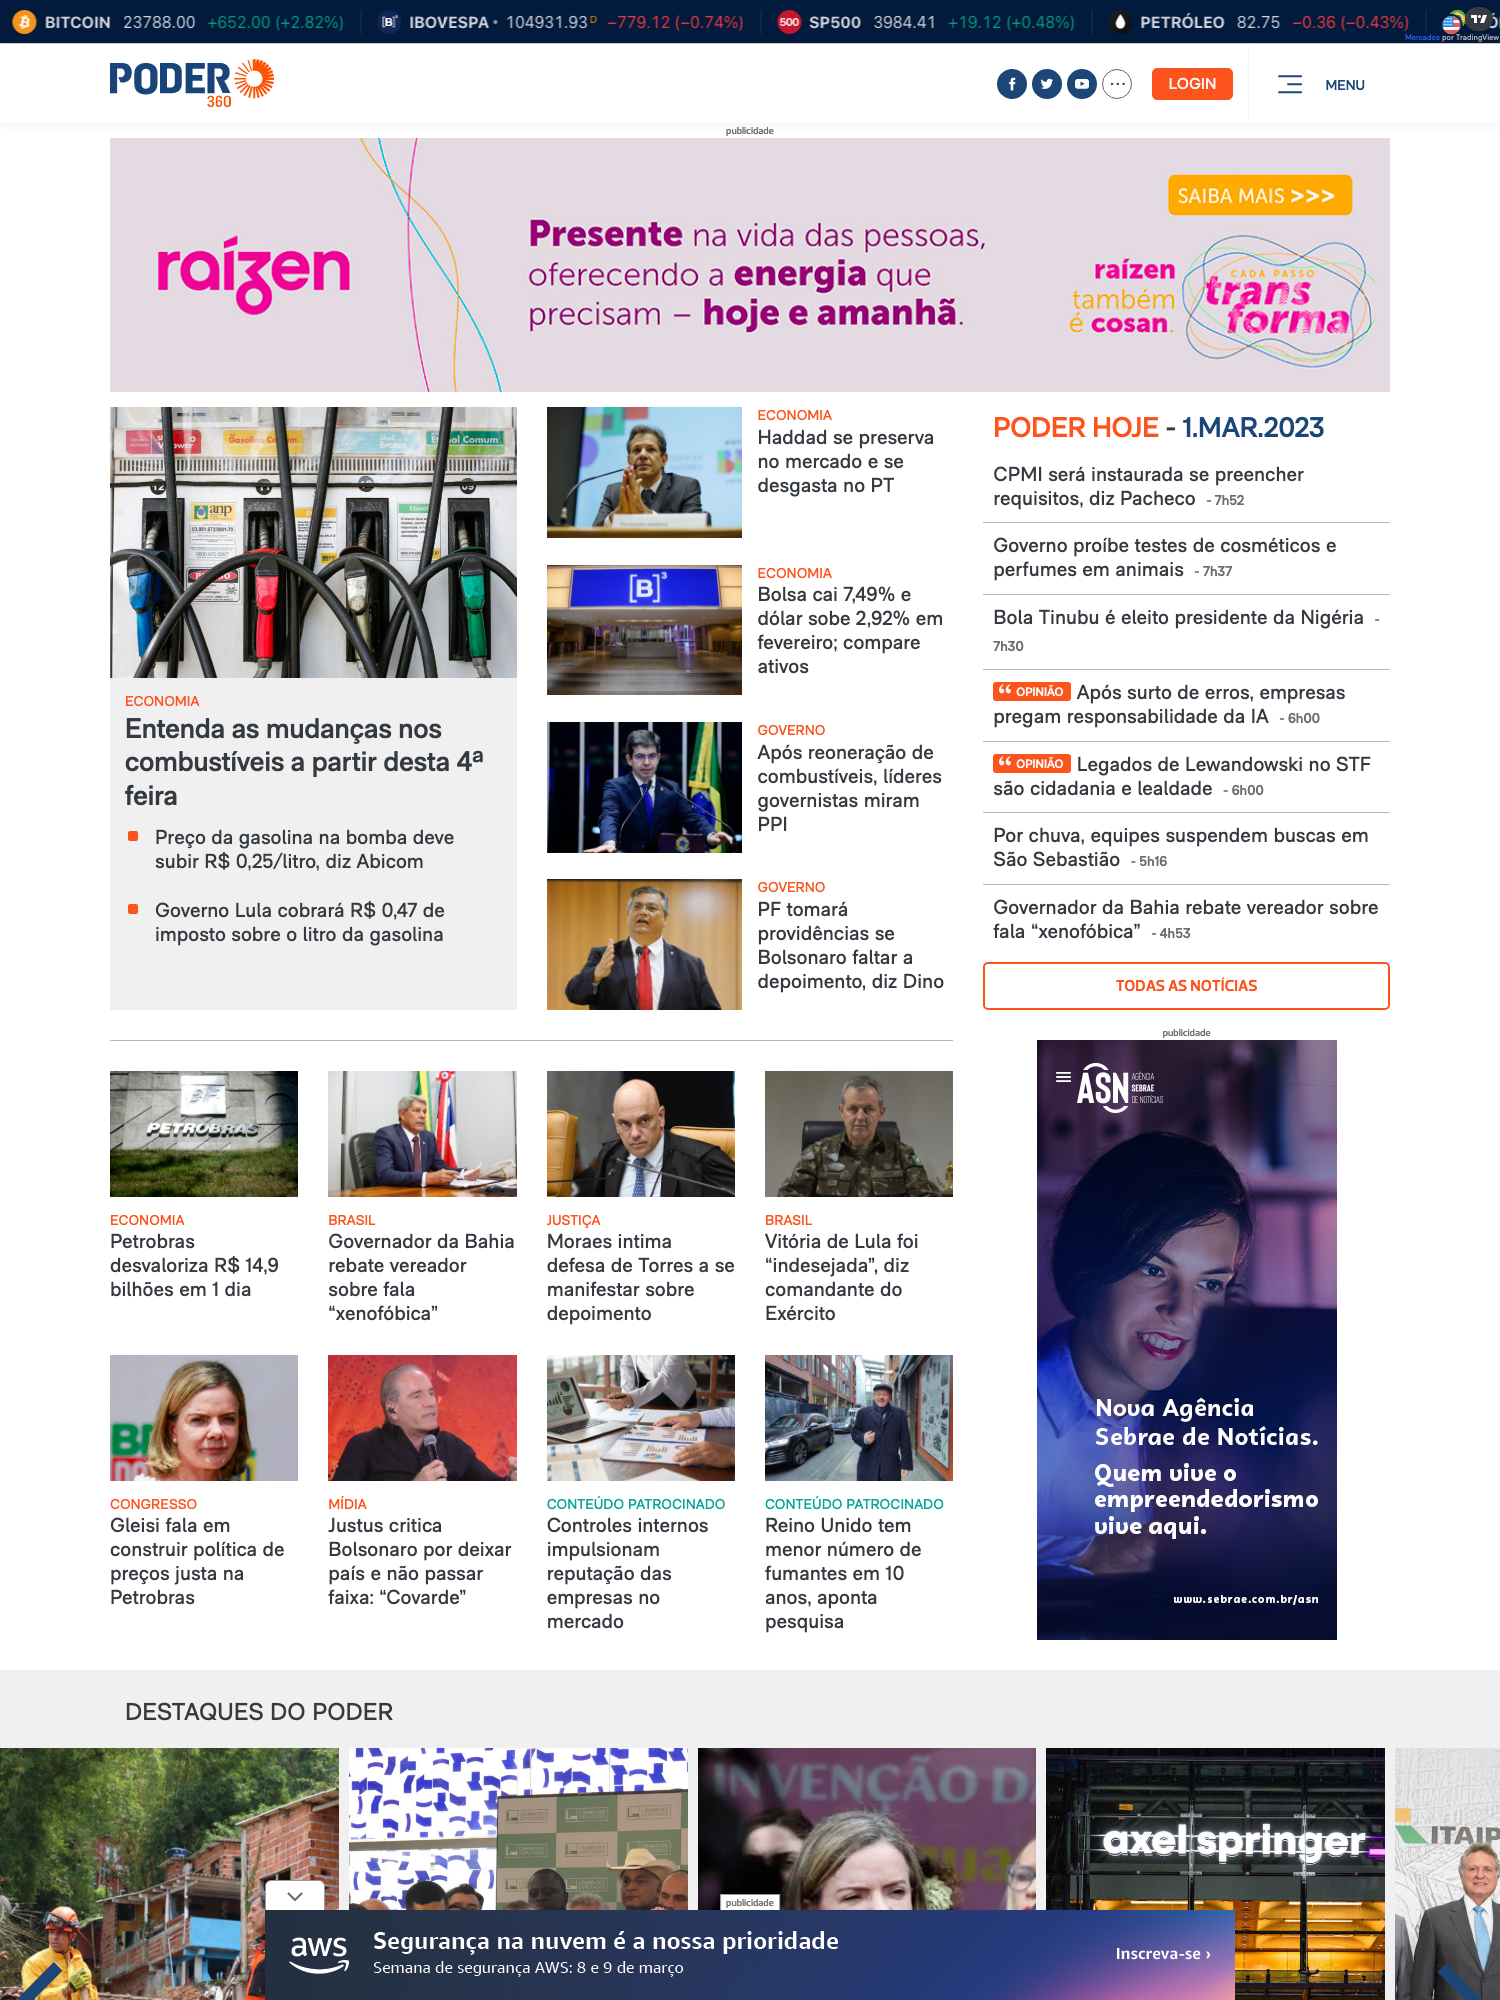 BITCOIN 23788.00 +652.00 (+2.82%) IBOVESPA 104931.93 D −779.12 (−0.74%) 500 SP500 3984.41 +19.12 (+0.48%) PETRÓLEO 82.75 −0.36 (−0.43%)
Mercados por TradingView
PODER
360
LOGIN
MENU
publicidade
raízen
Presente na vida das pessoas,
oferecendo a energia que
precisam – hoje e amanhã.
SAIBA MAIS >>>
raízen
também
é cosan.
CADA PASSO
trans
forma
ECONOMIA
Entenda as mudanças nos
combustíveis a partir desta 4ª
feira
Preço da gasolina na bomba deve
subir R$ 0,25/litro, diz Abicom
Governo Lula cobrará R$ 0,47 de
imposto sobre o litro da gasolina
Gasolina Comum
Etanol Comum
anp
[B]³
ECONOMIA
Haddad se preserva
no mercado e se
desgasta no PT
ECONOMIA
Bolsa cai 7,49% e
dólar sobe 2,92% em
fevereiro; compare
ativos
GOVERNO
Após reoneração de
combustíveis, líderes
governistas miram
PPI
GOVERNO
PF tomará
providências se
Bolsonaro faltar a
depoimento, diz Dino
PODER HOJE - 1.MAR.2023
CPMI será instaurada se preencher
requisitos, diz Pacheco - 7h52
Governo proíbe testes de cosméticos e
perfumes em animais - 7h37
Bola Tinubu é eleito presidente da Nigéria -
7h30
“ OPINIÃO Após surto de erros, empresas
pregam responsabilidade da IA - 6h00
“ OPINIÃO Legados de Lewandowski no STF
são cidadania e lealdade - 6h00
Por chuva, equipes suspendem buscas em
São Sebastião - 5h16
Governador da Bahia rebate vereador sobre
fala “xenofóbica” - 4h53
TODAS AS NOTÍCIAS
publicidade
ASN AGÊNCIA
SEBRAE
DE NOTÍCIAS
Nova Agência
Sebrae de Notícias.
Quem vive o
empreendedorismo
vive aqui.
www.sebrae.com.br/asn
BR
PETROBRAS
ECONOMIA
Petrobras
desvaloriza R$ 14,9
bilhões em 1 dia
BRASIL
Governador da Bahia
rebate vereador
sobre fala
“xenofóbica”
JUSTIÇA
Moraes intima
defesa de Torres a se
manifestar sobre
depoimento
BRASIL
Vitória de Lula foi
“indesejada”, diz
comandante do
Exército
CONGRESSO
Gleisi fala em
construir política de
preços justa na
Petrobras
MÍDIA
Justus critica
Bolsonaro por deixar
país e não passar
faixa: “Covarde”
CONTEÚDO PATROCINADO
Controles internos
impulsionam
reputação das
empresas no
mercado
CONTEÚDO PATROCINADO
Reino Unido tem
menor número de
fumantes em 10
anos, aponta
pesquisa
DESTAQUES DO PODER
INVENÇÃO DA
axel springer
ITAIP
publicidade
aws
Segurança na nuvem é a nossa prioridade
Semana de segurança AWS: 8 e 9 de março
Inscreva-se ›